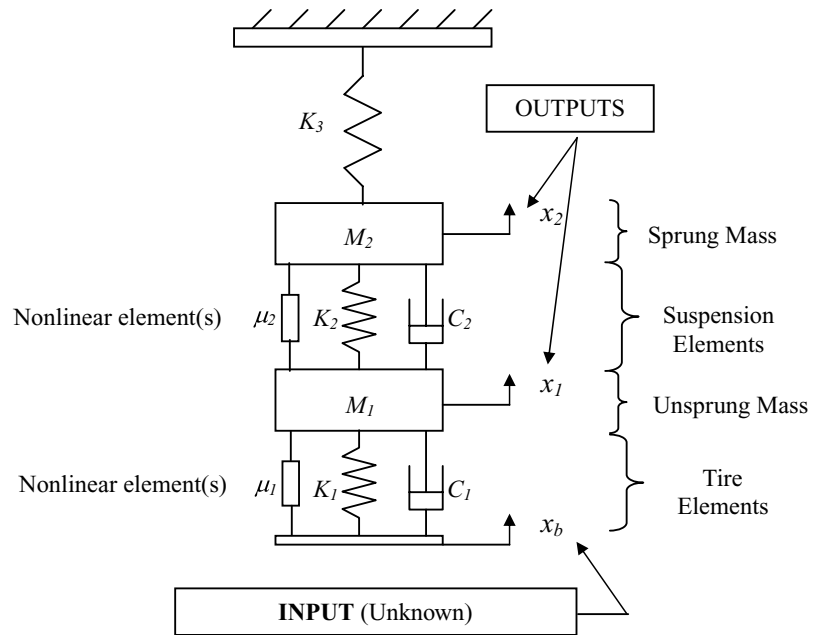 K3
OUTPUTS
x2
M2
Sprung Mass
Nonlinear element(s)
μ2
K2
C2
Suspension
Elements
x1
M1
Unsprung Mass
Nonlinear element(s)
μ1
K1
C1
Tire
Elements
xb
INPUT (Unknown)